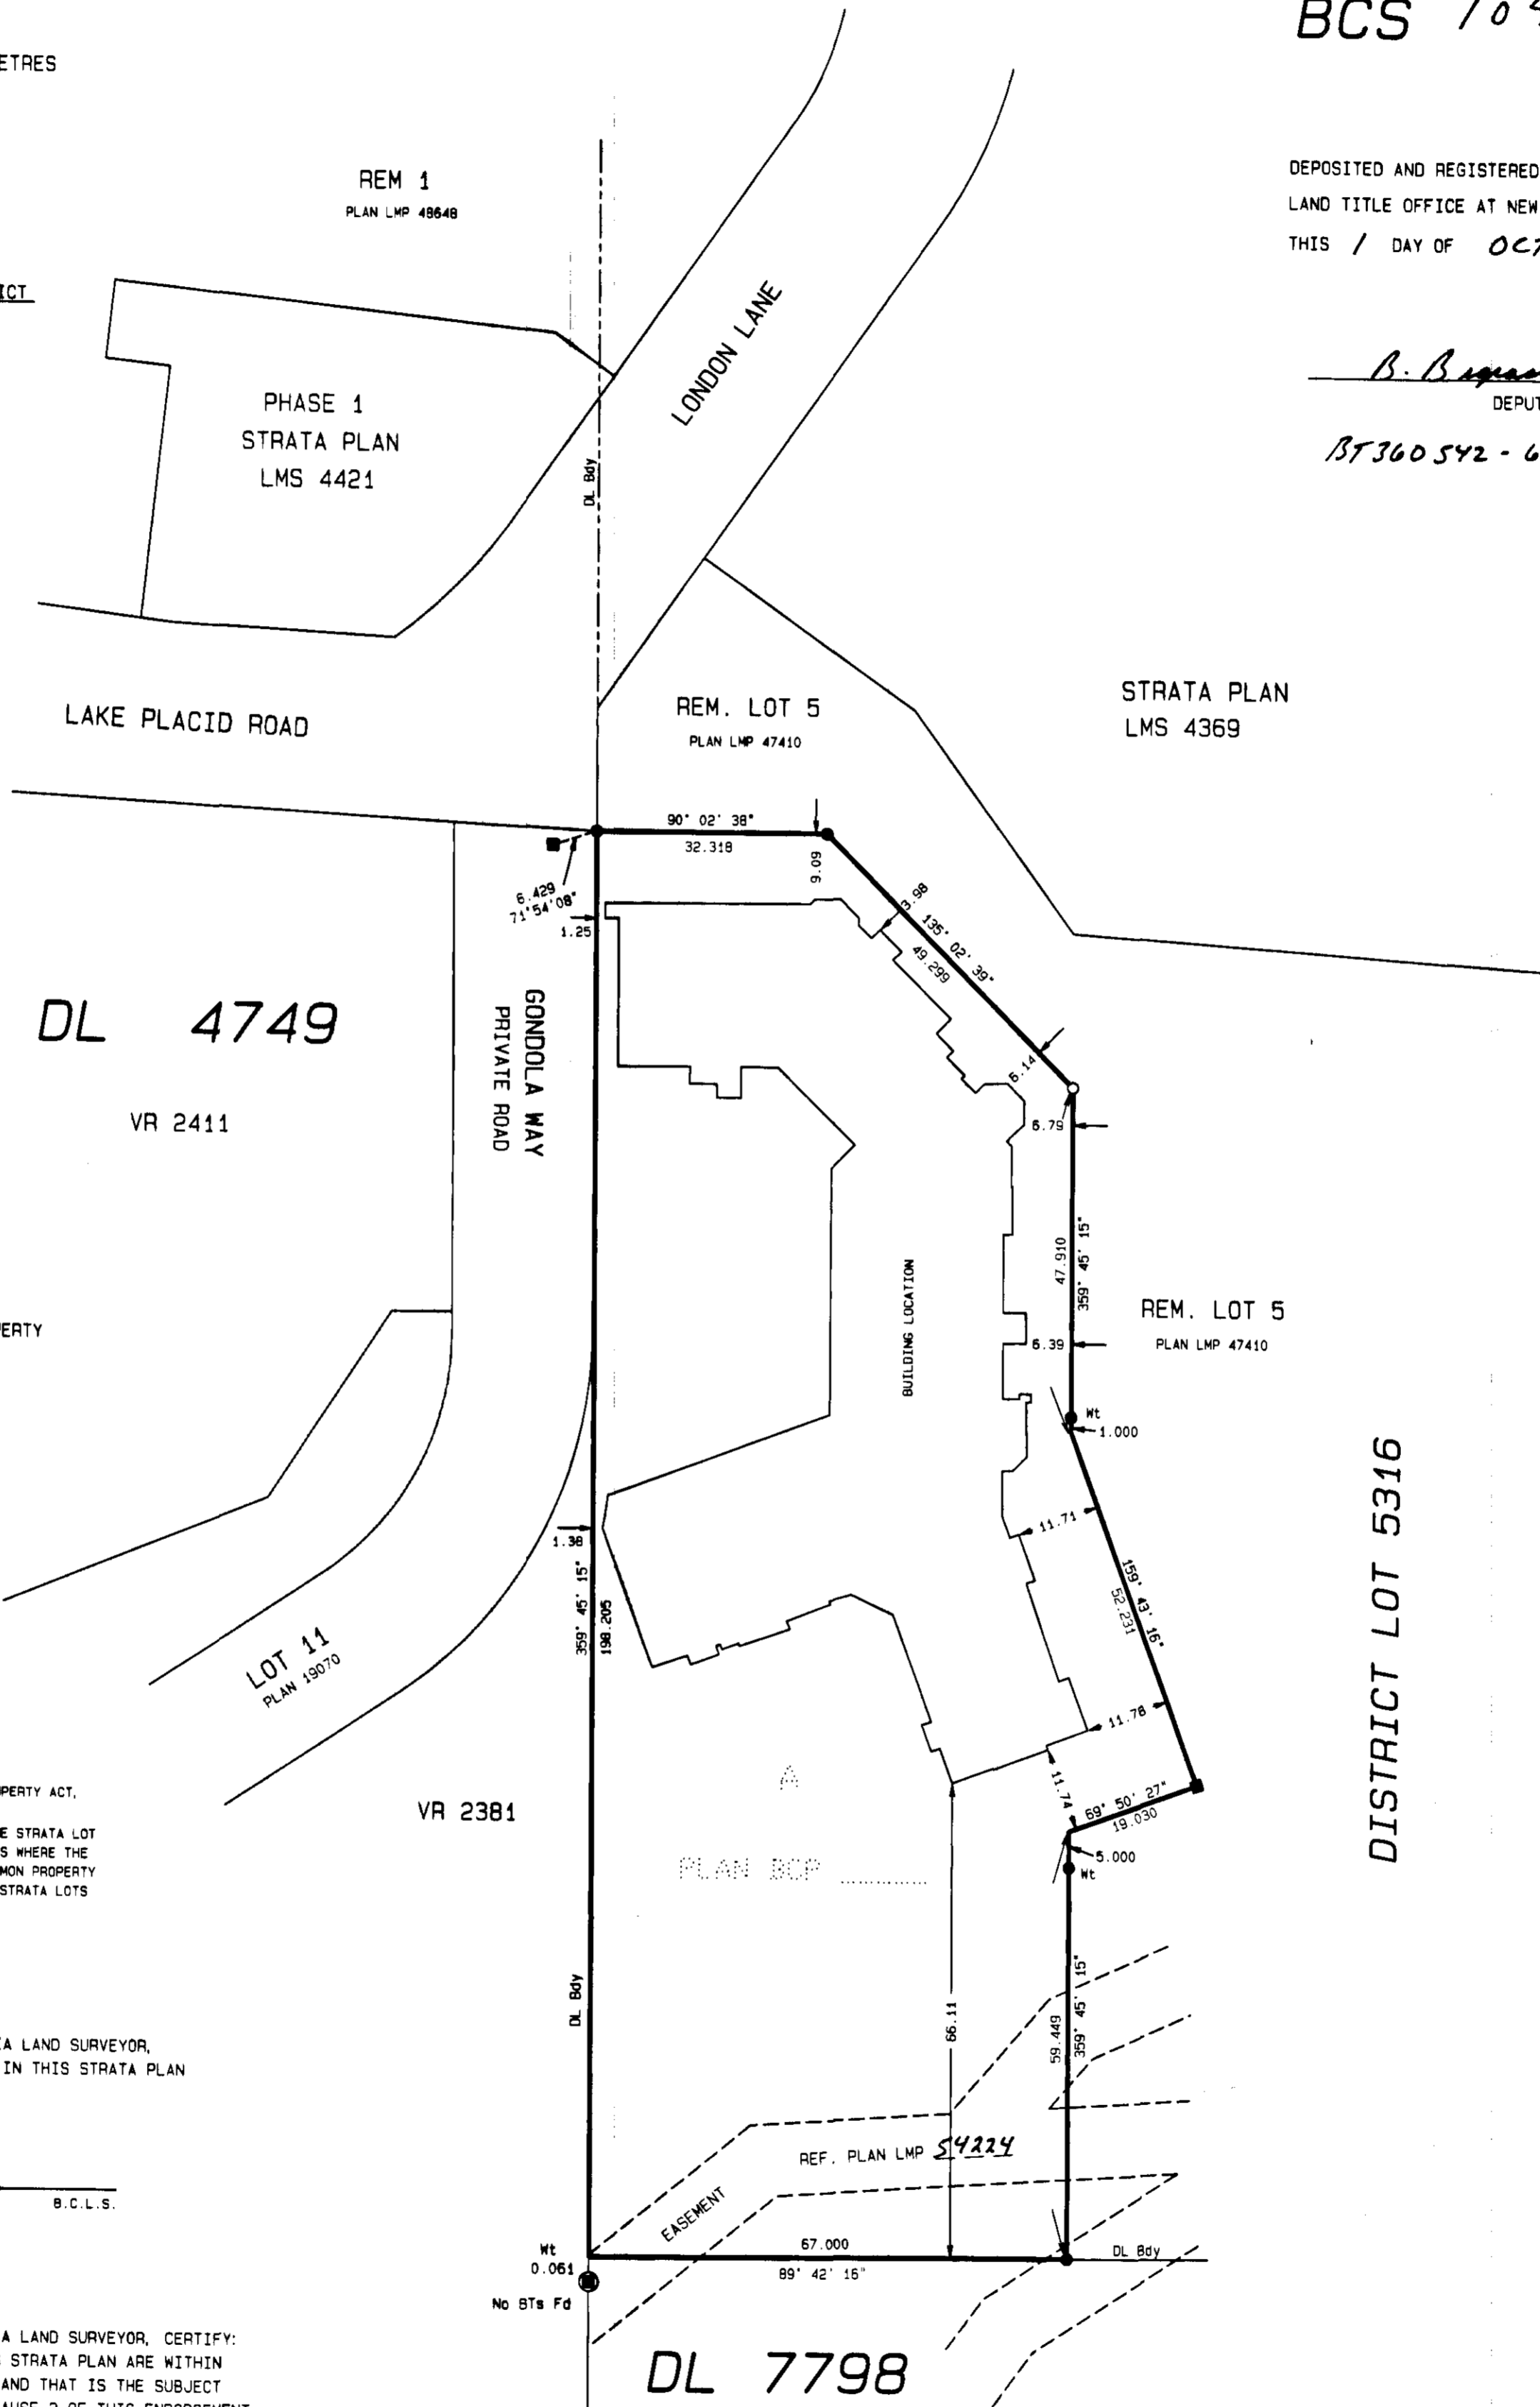 BCS
ETRES
REM 1
PLAN LMP 48648
DEPOSITED AND REGISTERED
LAND TITLE OFFICE AT NEW
THIS 1 DAY OF OCT
ICT
LONDON LANE
DEPUT
BT360542 - 6
PHASE 1
STRATA PLAN
LMS 4421
DL Bdy
LAKE PLACID ROAD
REM. LOT 5
PLAN LMP 47410
STRATA PLAN
LMS 4369
90° 02' 38"
32.318
9.09
6.429
71°54'08"
1.25
3.98
135° 02' 39"
49.299
6.14
6.79
DL 4749
VR 2411
GONDOLA WAY
PRIVATE ROAD
BUILDING LOCATION
47.910
359° 45' 15"
REM. LOT 5
PLAN LMP 47410
6.39
Wt
1.000
ERTY
DISTRICT LOT 5316
11.71
159° 43' 16"
52.231
1.38
359° 45' 15"
198.205
LOT 11
PLAN 19070
11.78
11.74
69° 50' 27"
19.030
5.000
Wt
A
PLAN BCP
VR 2381
PERTY ACT,
E STRATA LOT
S WHERE THE
MON PROPERTY
STRATA LOTS
DL Bdy
66.11
59.449
359° 45' 15"
A LAND SURVEYOR,
IN THIS STRATA PLAN
REF. PLAN LMP 54224
EASEMENT
B.C.L.S.
67.000
89° 42' 16"
DL Bdy
Wt
0.061
No BTs Fd
A LAND SURVEYOR, CERTIFY:
STRATA PLAN ARE WITHIN
AND THAT IS THE SUBJECT
AUSE 2 OF THIS ENDORSEMENT
DL 7798